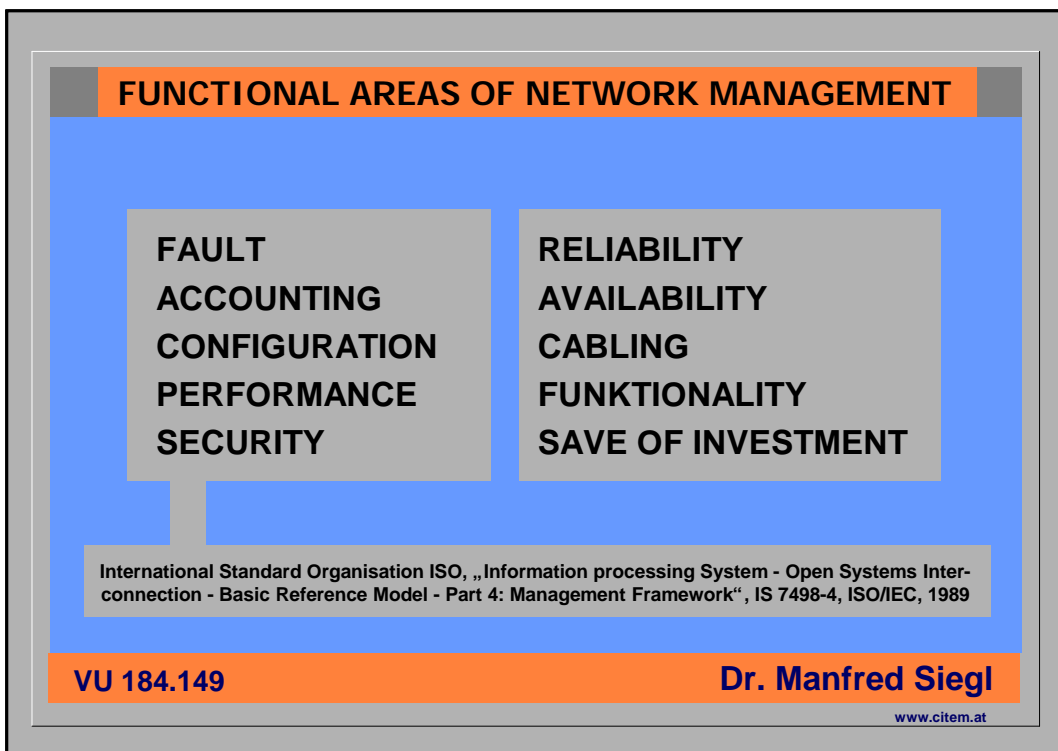 FUNCTIONAL AREAS OF NETWORK MANAGEMENT
FAULT
ACCOUNTING
CONFIGURATION
PERFORMANCE
SECURITY
RELIABILITY
AVAILABILITY
CABLING
FUNKTIONALITY
SAVE OF INVESTMENT
International Standard Organisation ISO, „Information processing System - Open Systems Inter-
connection - Basic Reference Model - Part 4: Management Framework“, IS 7498-4, ISO/IEC, 1989
VU 184.149
Dr. Manfred Siegl
www.citem.at